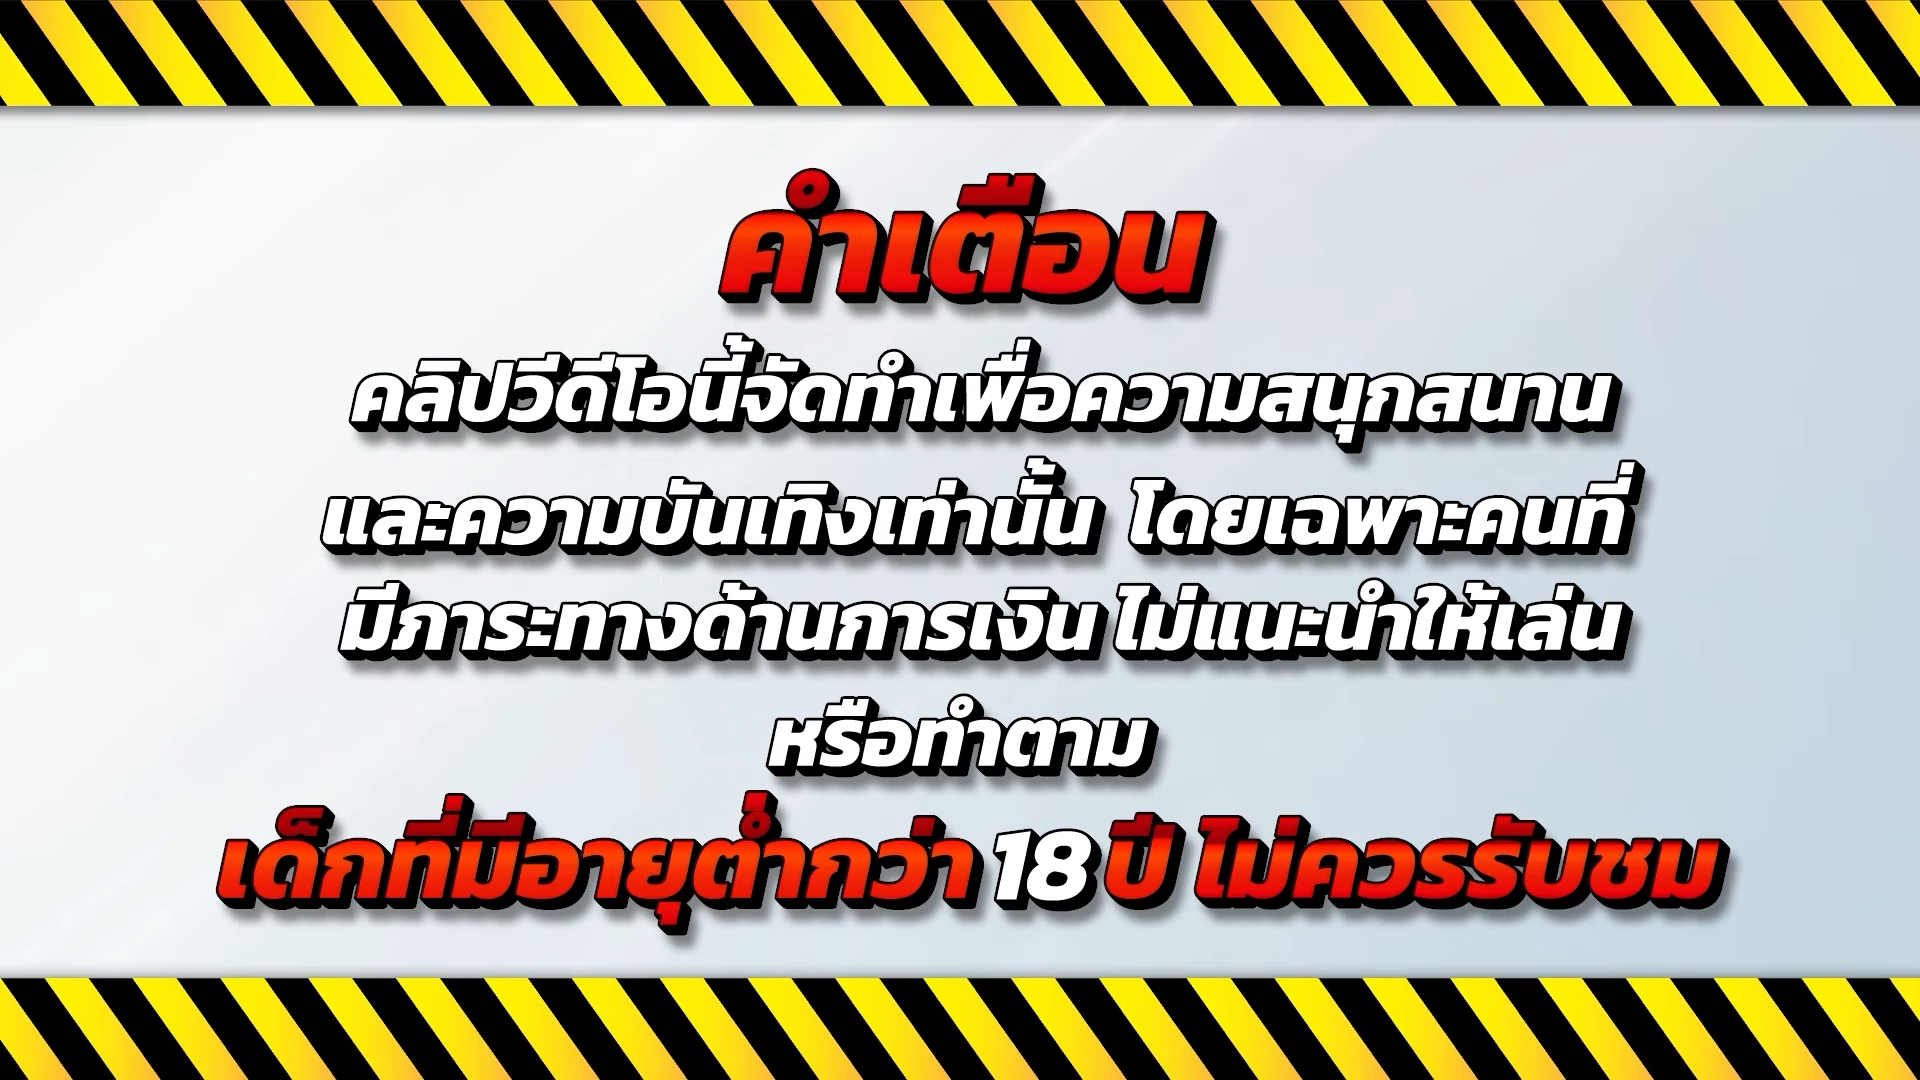 คำเตือน
คลิปวีดีโอนี้จัดทำเพื่อความสนุกสนาน
และความบันเทิงเท่านั้น โดยเฉพาะคนที่
มีภาระทางด้านการเงิน ไม่แนะนำให้เล่น
หรือทำตาม
เด็กที่มีอายุต่ำกว่า 18 ปี ไม่ควรรับชม